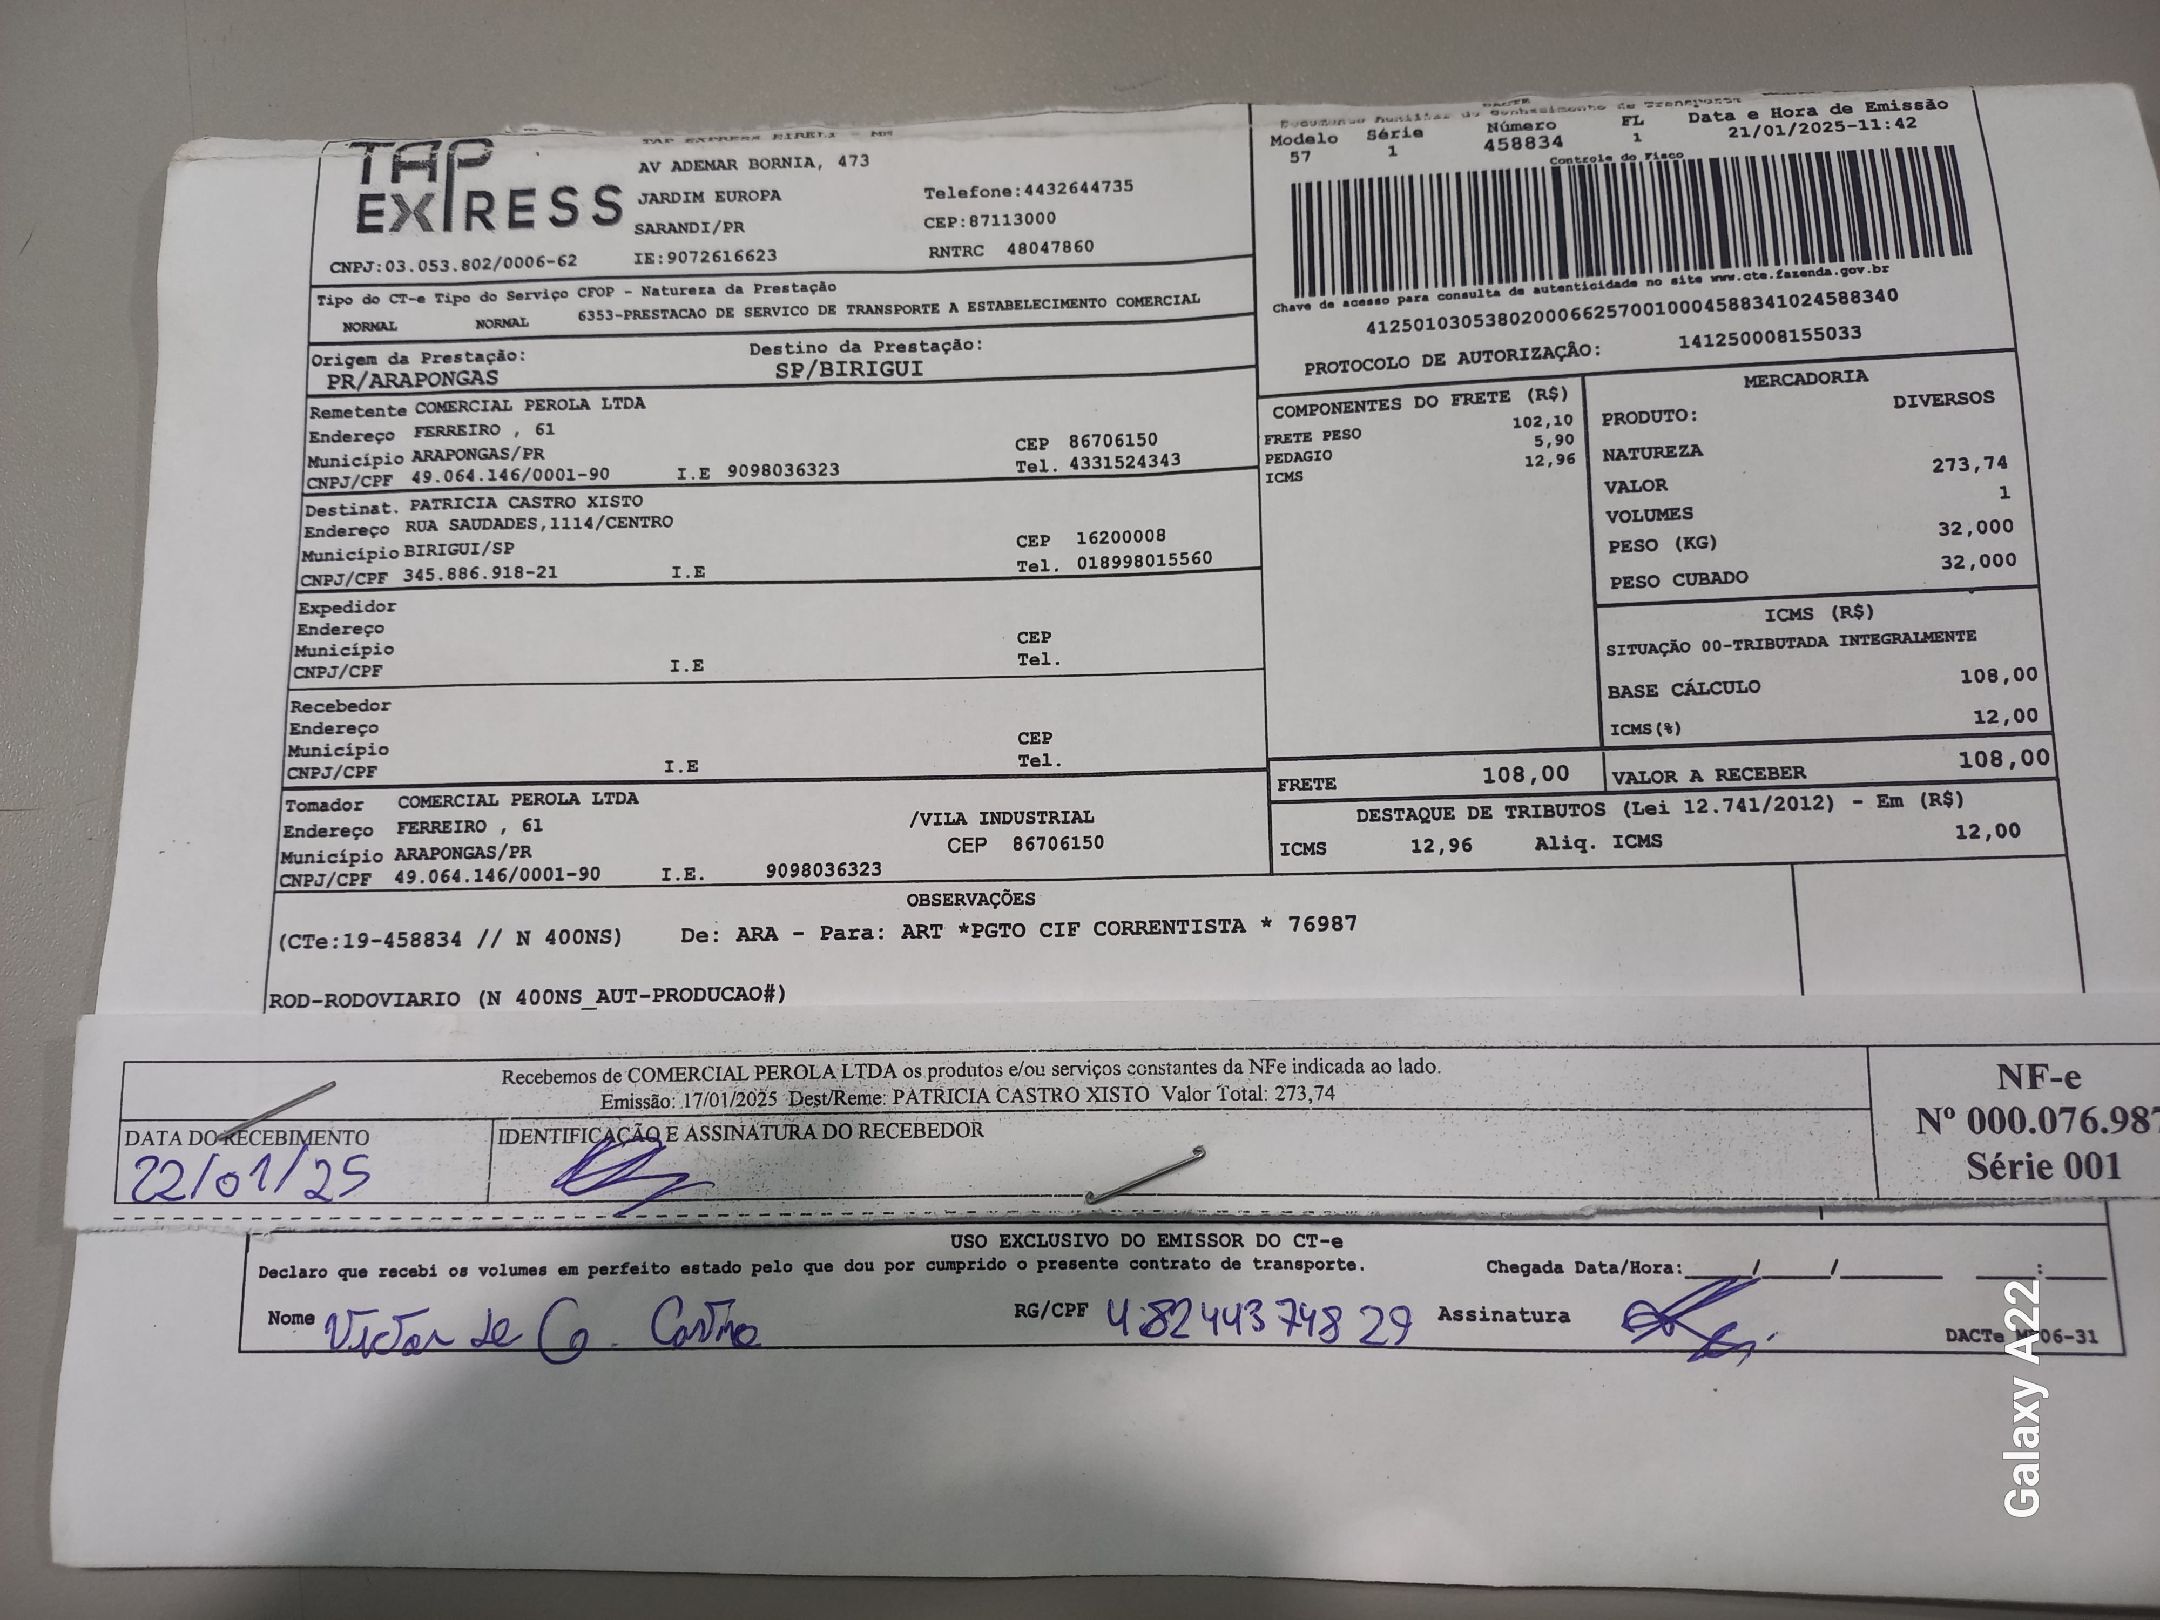 TAP EXPRESS
AV ADEMAR BORNIA, 473
JARDIM EUROPA
SARANDI/PR
CNPJ:03.053.802/0006-62 IE:9072616623
Telefone:4432644735
CEP:87113000
RNTRC 48047860
Modelo Série Número FL Data e Hora de Emissão
57 1 458834 1 21/01/2025-11:42
Controle do Fisco
Chave de acesso para consulta de autenticidade no site www.cte.fazenda.gov.br
41250103053802000662570010004588341024588340
PROTOCOLO DE AUTORIZAÇÃO: 141250008155033
Tipo do CT-e Tipo do Serviço CFOP - Natureza da Prestação
NORMAL NORMAL 6353-PRESTACAO DE SERVICO DE TRANSPORTE A ESTABELECIMENTO COMERCIAL
Origem da Prestação: Destino da Prestação:
PR/ARAPONGAS SP/BIRIGUI
Remetente COMERCIAL PEROLA LTDA
Endereço FERREIRO , 61
Município ARAPONGAS/PR CEP 86706150
CNPJ/CPF 49.064.146/0001-90 I.E 9098036323 Tel. 4331524343
Destinat. PATRICIA CASTRO XISTO
Endereço RUA SAUDADES,1114/CENTRO
Município BIRIGUI/SP CEP 16200008
CNPJ/CPF 345.886.918-21 I.E Tel. 018998015560
Expedidor
Endereço
Município CEP
CNPJ/CPF I.E Tel.
Recebedor
Endereço
Município CEP
CNPJ/CPF I.E Tel.
Tomador COMERCIAL PEROLA LTDA
Endereço FERREIRO , 61 /VILA INDUSTRIAL
Município ARAPONGAS/PR CEP 86706150
CNPJ/CPF 49.064.146/0001-90 I.E. 9098036323
COMPONENTES DO FRETE (R$)
FRETE PESO 102,10
PEDAGIO 5,90
ICMS 12,96
MERCADORIA
PRODUTO: DIVERSOS
NATUREZA
VALOR 273,74
VOLUMES 1
PESO (KG) 32,000
PESO CUBADO 32,000
ICMS (R$)
SITUAÇÃO 00-TRIBUTADA INTEGRALMENTE
BASE CÁLCULO 108,00
ICMS(%) 12,00
FRETE 108,00 VALOR A RECEBER 108,00
DESTAQUE DE TRIBUTOS (Lei 12.741/2012) - Em (R$)
ICMS 12,96 Aliq. ICMS 12,00
OBSERVAÇÕES
(CTe:19-458834 // N 400NS) De: ARA - Para: ART *PGTO CIF CORRENTISTA * 76987
ROD-RODOVIARIO (N 400NS_AUT-PRODUCAO#)
Recebemos de COMERCIAL PEROLA LTDA os produtos e/ou serviços constantes da NFe indicada ao lado.
Emissão: 17/01/2025 Dest/Reme: PATRICIA CASTRO XISTO Valor Total: 273,74
DATA DO RECEBIMENTO IDENTIFICAÇÃO E ASSINATURA DO RECEBEDOR
22/01/25
NF-e
Nº 000.076.987
Série 001
USO EXCLUSIVO DO EMISSOR DO CT-e
Declaro que recebi os volumes em perfeito estado pelo que dou por cumprido o presente contrato de transporte. Chegada Data/Hora:____/____/____ __:__
Nome Victor de Castro RG/CPF 48244374829 Assinatura
DACTe 06-31
Galaxy A22